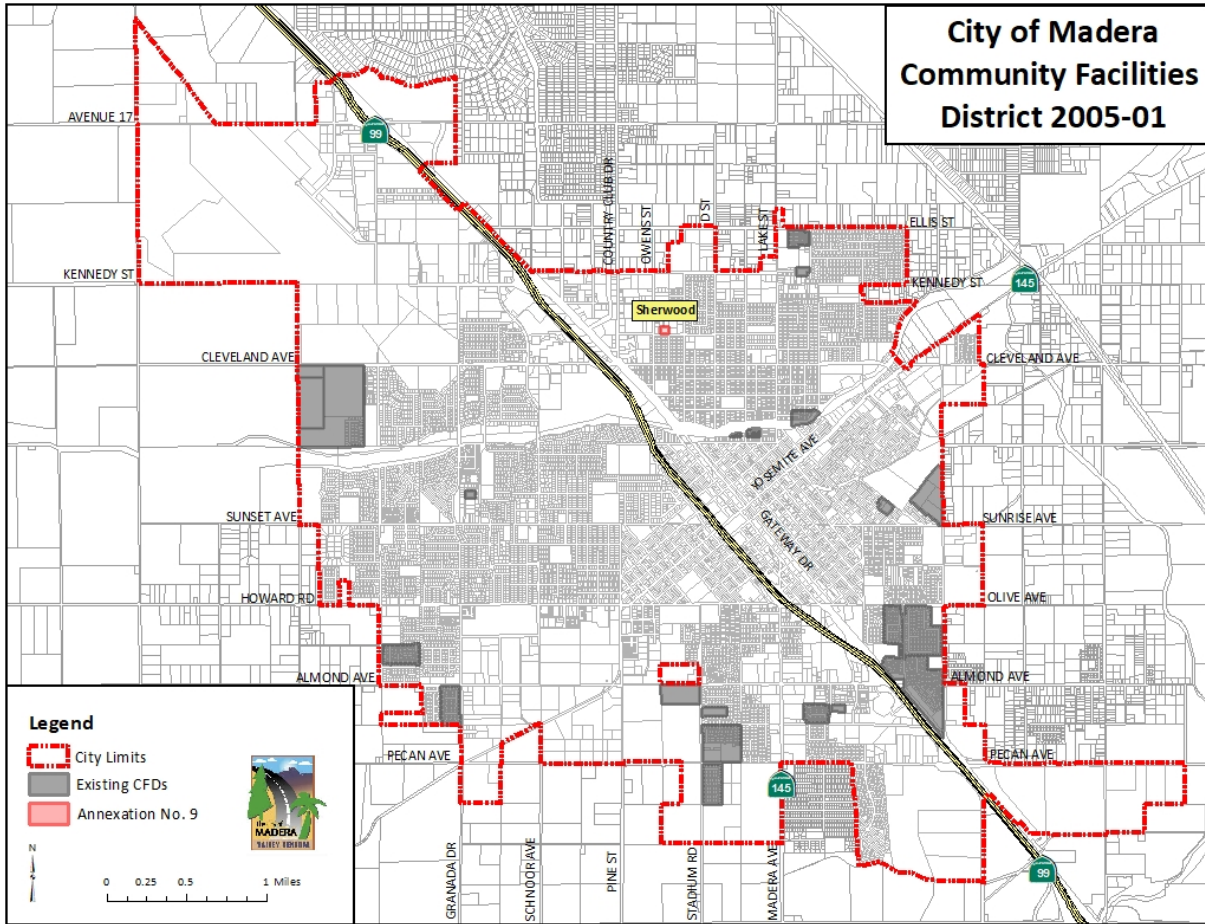 City of Madera
Community Facilities
District 2005-01
AVENUE 17
99
COUNTRY CLUB DR
OWENS ST
D ST
LAKE ST
ELLIS ST
KENNEDY ST
KENNEDY ST
145
Sherwood
CLEVELAND AVE
CLEVELAND AVE
YOSEMITE AVE
GATEWAY DR
SUNSET AVE
SUNRISE AVE
HOWARD RD
OLIVE AVE
ALMOND AVE
ALMOND AVE
PECAN AVE
PECAN AVE
145
99
GRANADA DR
SCHNOOR AVE
PINE ST
STADIUM RD
MADERA AVE
Legend
City Limits
Existing CFDs
Annexation No. 9
MADERA
N
0 0.25 0.5 1 Miles